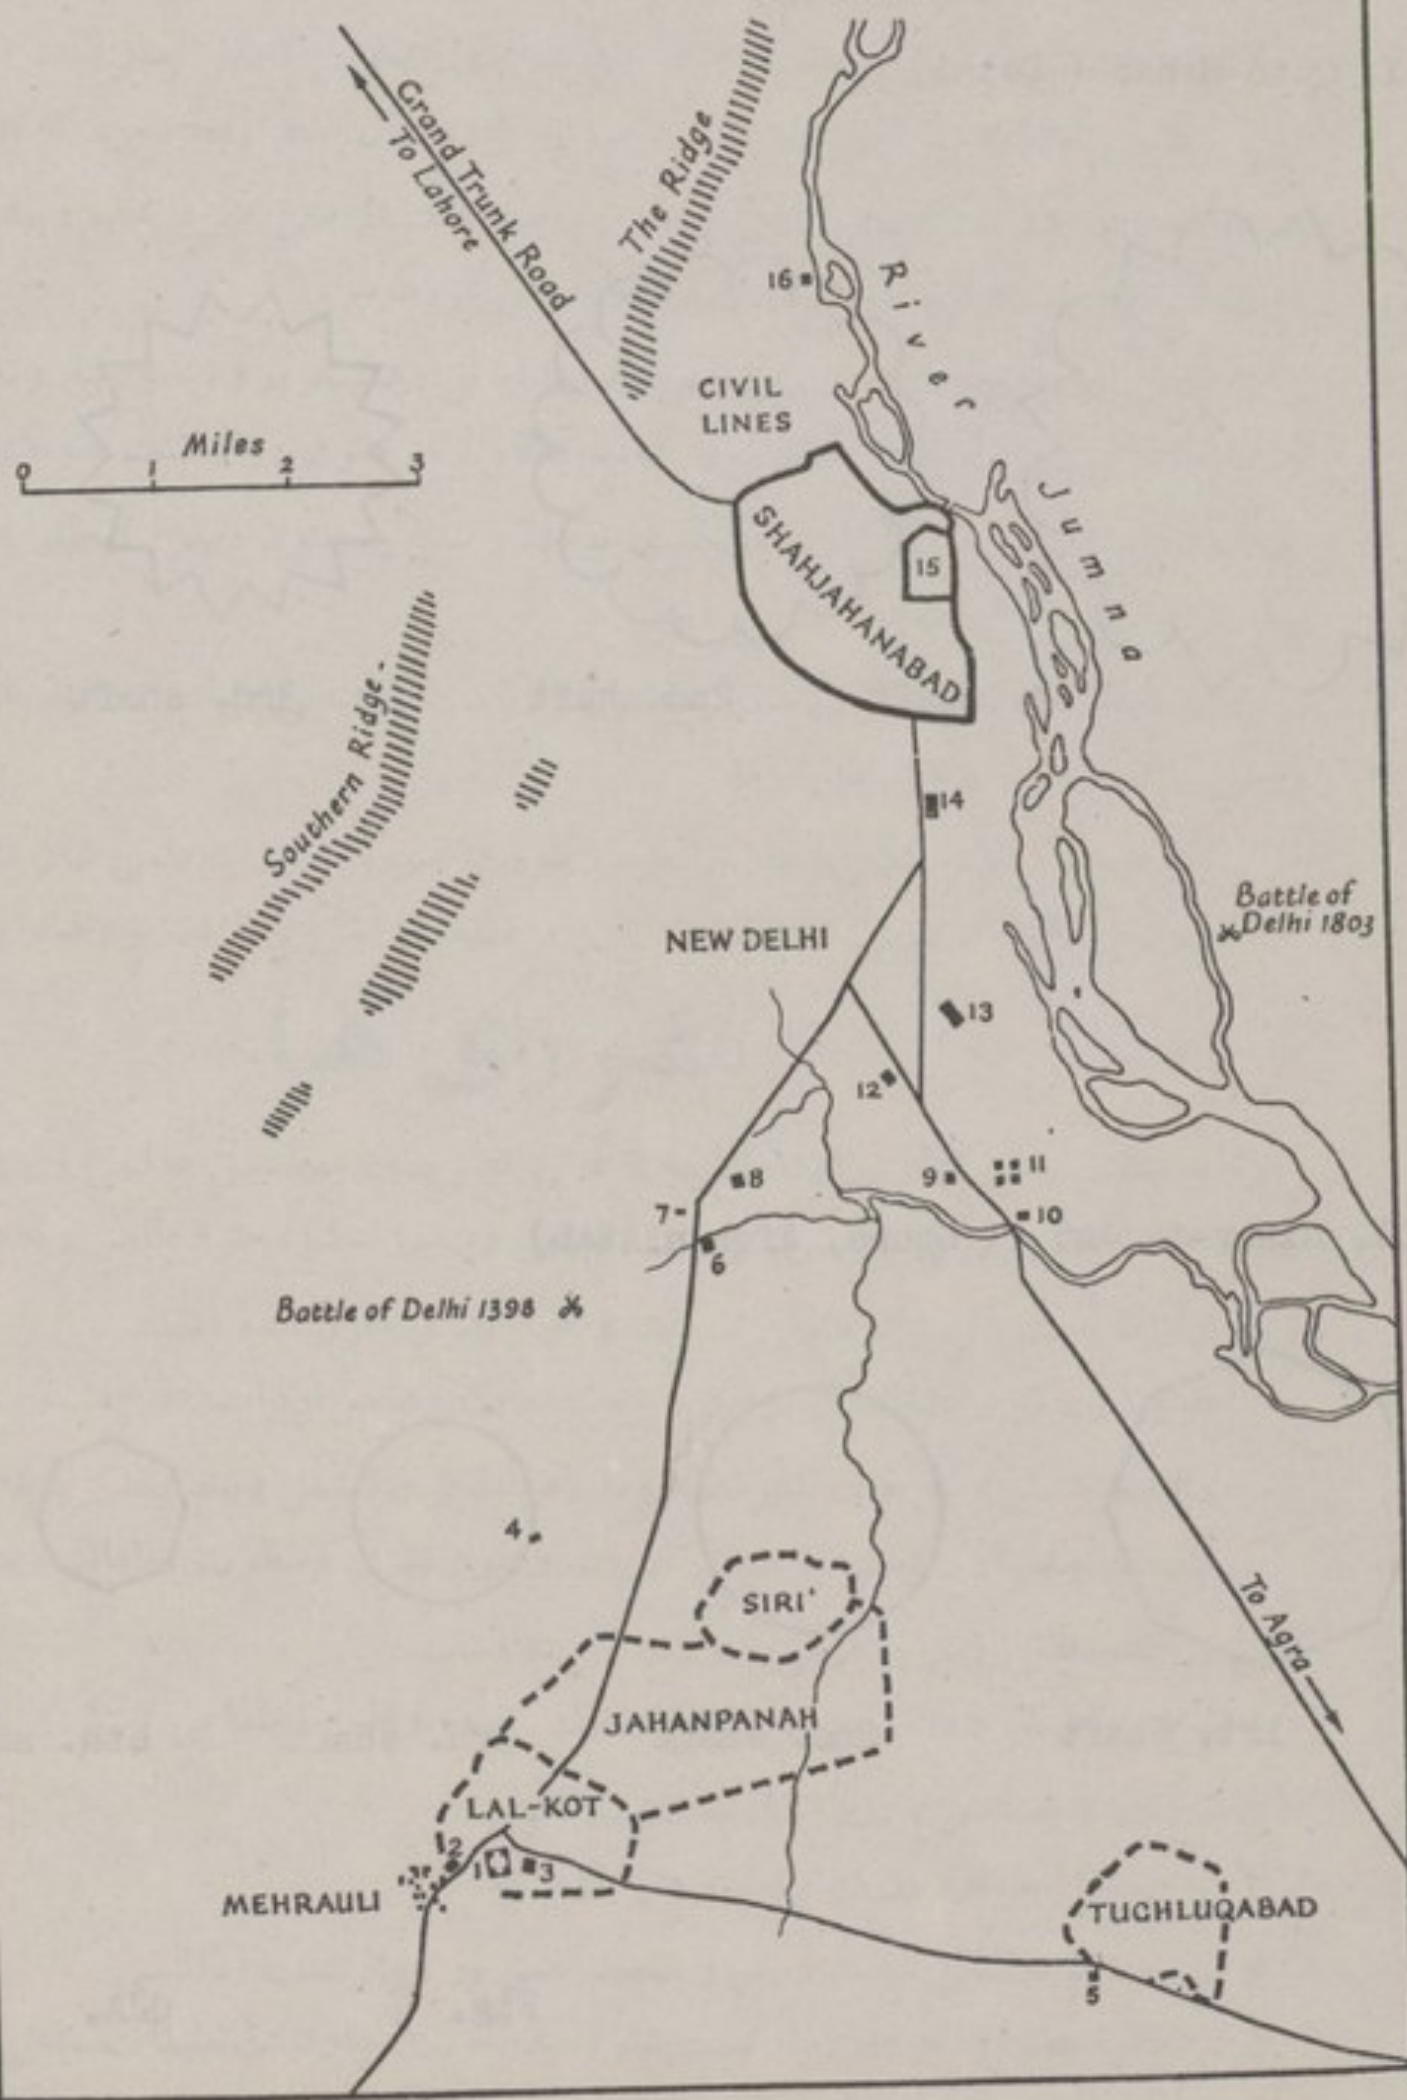 Grand Trunk Road
To Lahore
The Ridge
16
River
Jumna
CIVIL
LINES
Miles
0 1 2 3
SHAHJAHANABAD
15
Southern Ridge
14
NEW DELHI
Battle of
Delhi 1803
13
12
11
8
9
7
10
6
Battle of Delhi 1398
4
SIRI
To Agra
JAHANPANAH
LAL-KOT
2
1
3
MEHRAULI
TUGHLUQABAD
5